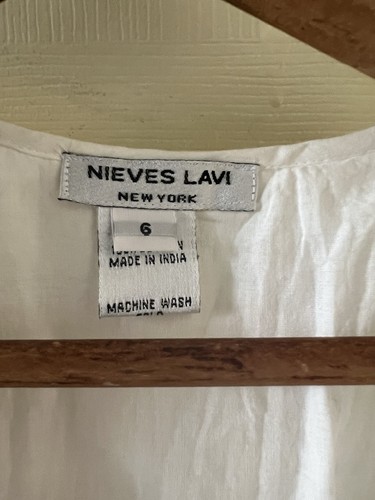 NIEVES LAVI
NEW YORK
6
MADE IN INDIA
MACHINE WASH